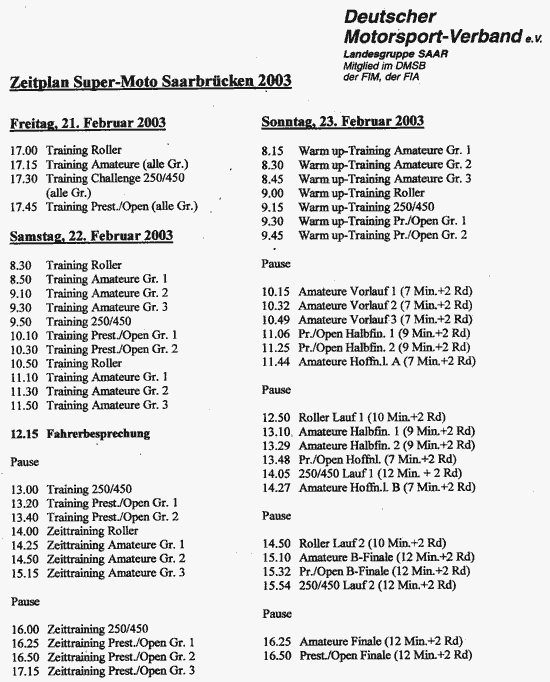 Deutscher
Motorsport-Verband e.V.
Landesgruppe SAAR
Mitglied im DMSB
der FIM, der FIA
Zeitplan Super-Moto Saarbrücken 2003
Freitag, 21. Februar 2003
17.00 Training Roller
17.15 Training Amateure (alle Gr.)
17.30 Training Challenge 250/450
(alle Gr.)
17.45 Training Prest./Open (alle Gr.)
Samstag, 22. Februar 2003
8.30 Training Roller
8.50 Training Amateure Gr. 1
9.10 Training Amateure Gr. 2
9.30 Training Amateure Gr. 3
9.50 Training 250/450
10.10 Training Prest./Open Gr. 1
10.30 Training Prest./Open Gr. 2
10.50 Training Roller
11.10 Training Amateure Gr. 1
11.30 Training Amateure Gr. 2
11.50 Training Amateure Gr. 3
12.15 Fahrerbesprechung
Pause
13.00 Training 250/450
13.20 Training Prest./Open Gr. 1
13.40 Training Prest./Open Gr. 2
14.00 Zeittraining Roller
14.25 Zeittraining Amateure Gr. 1
14.50 Zeittraining Amateure Gr. 2
15.15 Zeittraining Amateure Gr. 3
Pause
16.00 Zeittraining 250/450
16.25 Zeittraining Prest./Open Gr. 1
16.50 Zeittraining Prest./Open Gr. 2
17.15 Zeittraining Prest./Open Gr. 3
Sonntag, 23. Februar 2003
8.15 Warm up-Training Amateure Gr. 1
8.30 Warm up-Training Amateure Gr. 2
8.45 Warm up-Training Amateure Gr. 3
9.00 Warm up-Training Roller
9.15 Warm up-Training 250/450
9.30 Warm up-Training Pr./Open Gr. 1
9.45 Warm up-Training Pr./Open Gr. 2
Pause
10.15 Amateure Vorlauf 1 (7 Min.+2 Rd)
10.32 Amateure Vorlauf 2 (7 Min.+2 Rd)
10.49 Amateure Vorlauf 3 (7 Min.+2 Rd)
11.06 Pr./Open Halbfin. 1 (9 Min.+2 Rd)
11.25 Pr./Open Halbfin. 2 (9 Min.+2 Rd)
11.44 Amateure Hoffn.l. A (7 Min.+2 Rd)
Pause
12.50 Roller Lauf 1 (10 Min.+2 Rd)
13.10 Amateure Halbfin. 1 (9 Min.+2 Rd)
13.29 Amateure Halbfin. 2 (9 Min.+2 Rd)
13.48 Pr./Open Hoffnl. (7 Min.+2 Rd)
14.05 250/450 Lauf 1 (12 Min. + 2 Rd)
14.27 Amateure Hoffn.l. B (7 Min.+2 Rd)
Pause
14.50 Roller Lauf 2 (10 Min.+2 Rd)
15.10 Amateure B-Finale (12 Min.+2 Rd)
15.32 Pr./Open B-Finale (12 Min.+2 Rd)
15.54 250/450 Lauf 2 (12 Min.+2 Rd)
Pause
16.25 Amateure Finale (12 Min.+2 Rd)
16.50 Prest./Open Finale (12 Min.+2 Rd)